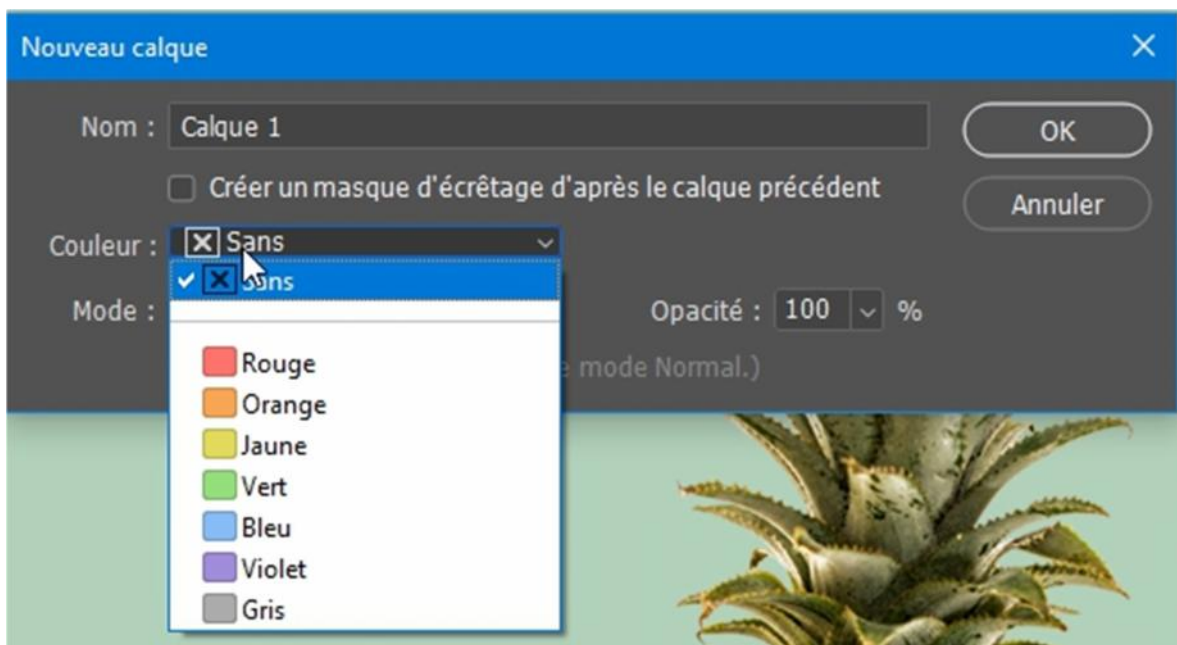 Nouveau calque
Nom : Calque 1
OK
Créer un masque d'écrêtage d'après le calque précédent
Annuler
Couleur : Sans
Sans
Mode :
Opacité : 100 %
mode Normal.)
Rouge
Orange
Jaune
Vert
Bleu
Violet
Gris